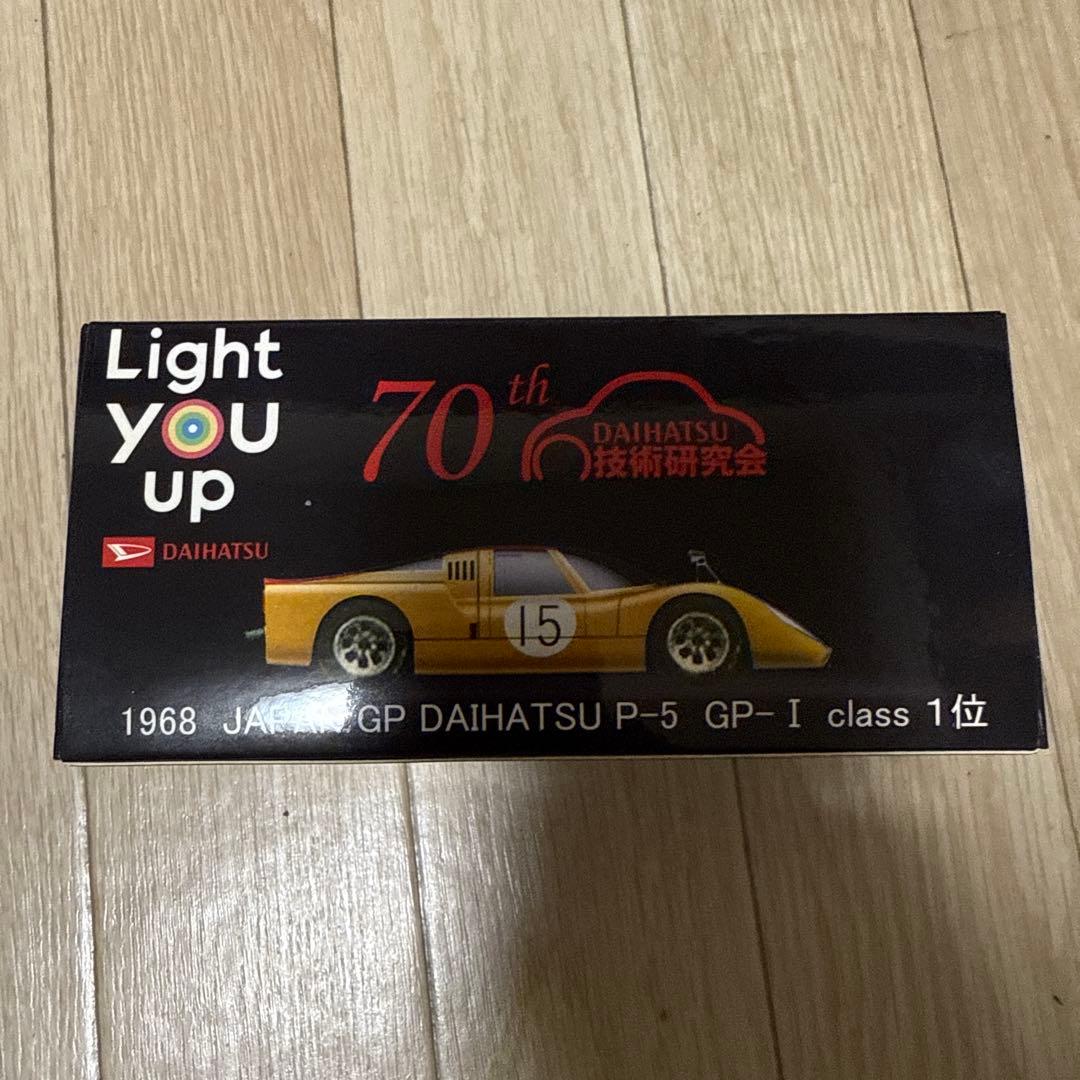 Light
YOU
up
DAIHATSU
70th
DAIHATSU
技術研究会
15
1968 JAPAN GP DAIHATSU P-5 GP-I class 1位